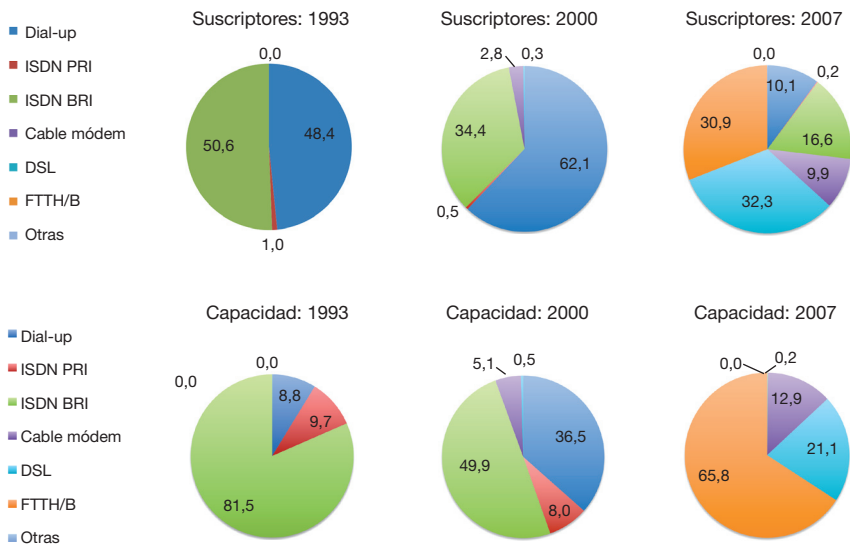 Suscriptores: 1993
Suscriptores: 2000
Suscriptores: 2007
Dial-up
ISDN PRI
ISDN BRI
Cable módem
DSL
FTTH/B
Otras
0,0
50,6
48,4
1,0
2,8
0,3
34,4
62,1
0,5
0,0
10,1
0,2
30,9
16,6
9,9
32,3
Capacidad: 1993
Capacidad: 2000
Capacidad: 2007
Dial-up
ISDN PRI
ISDN BRI
Cable módem
DSL
FTTH/B
Otras
0,0
0,0
8,8
9,7
81,5
5,1
0,5
36,5
49,9
8,0
0,0
0,2
12,9
21,1
65,8